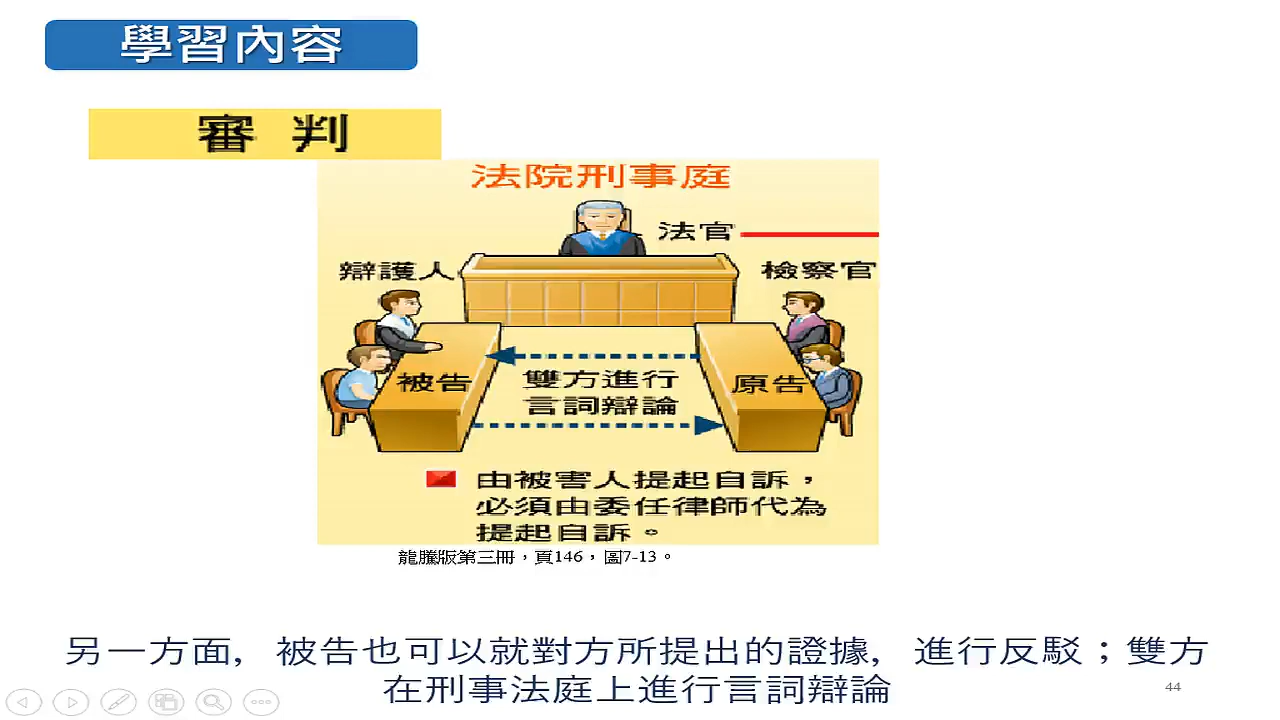 學習內容
審 判
法院刑事庭
法官
辯護人
檢察官
被告
雙方進行
言詞辯論
原告
由被害人提起自訴，
必須由委任律師代為
提起自訴。
龍騰版第三冊，頁146，圖7-13。
另一方面, 被告也可以就對方所提出的證據, 進行反駁；雙方
在刑事法庭上進行言詞辯論
44